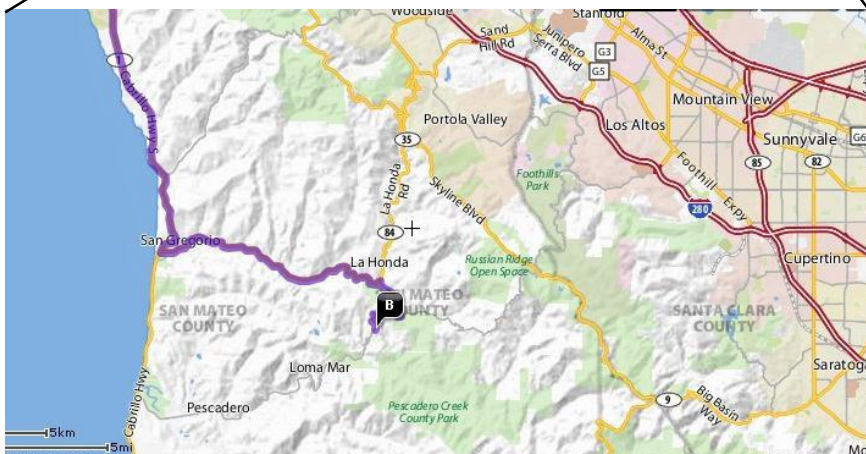 Woodside
Stanford
Sand
Hill Rd
Junipero
Serra Blvd
G3
G5
Alma St
Mountain View
Los Altos
Sunnyvale
G6
85
82
1
Cabrillo Hwy S
Portola Valley
35
La Honda
Rd
Skyline Blvd
Foothills
Park
Foothill Expy
280
84
San Gregorio
La Honda
Russian Ridge
Open Space
Cupertino
B
SAN MATEO
COUNTY
MATEO
COUNTY
SANTA CLARA
COUNTY
Loma Mar
Saratoga
Cabrillo Hwy
Pescadero
Pescadero Creek
County Park
9
Big Basin
Way
5km
5mi